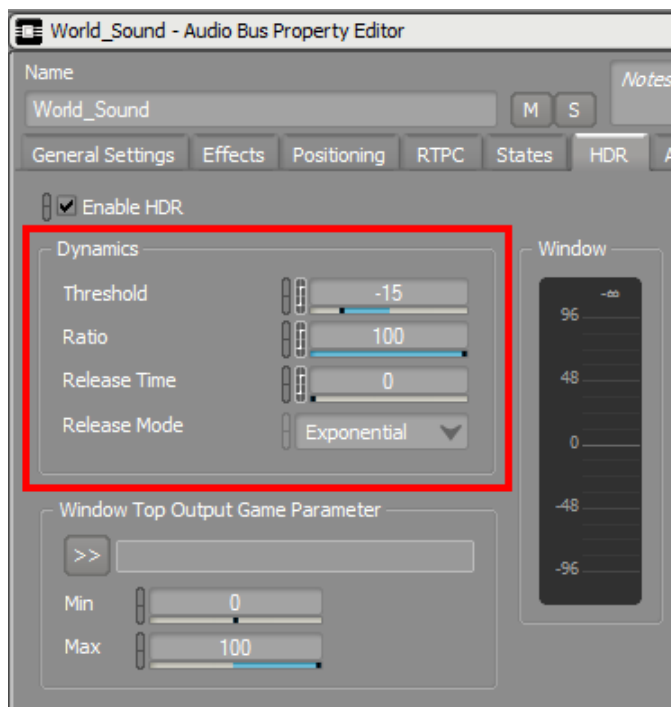 World_Sound - Audio Bus Property Editor
Name
Notes
World_Sound
M S
General Settings Effects Positioning RTPC States HDR A
Enable HDR
Dynamics
Threshold -15
Ratio 100
Release Time 0
Release Mode Exponential
Window
-∞
96
48
0
-48
-96
Window Top Output Game Parameter
>>
Min 0
Max 100